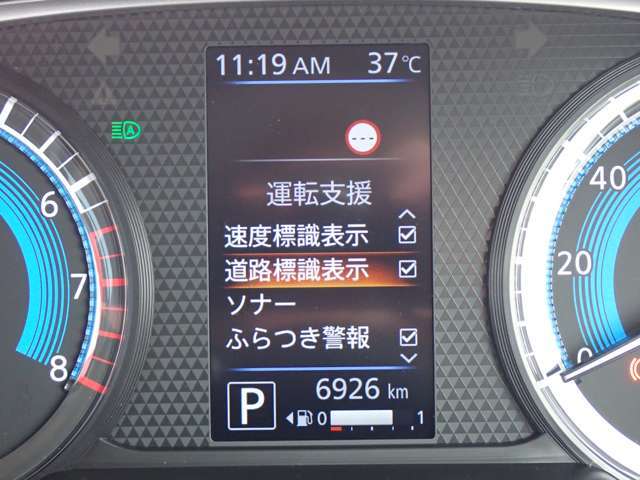 11:19 AM 37℃
---
運転支援
速度標識表示
道路標識表示
ソナー
ふらつき警報
6926 km
P
0 1
6
7
8
40
20
0
A